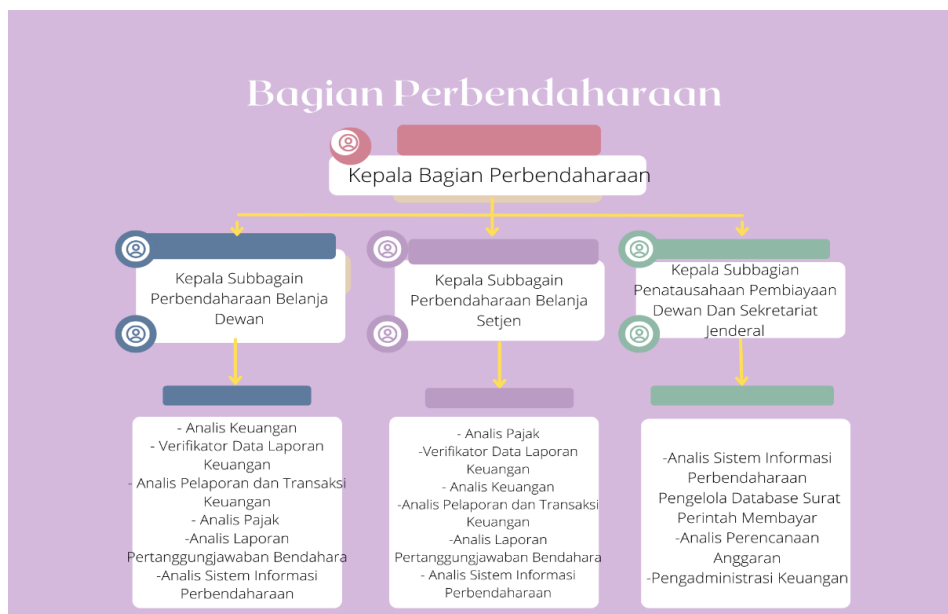 Bagian Perbendaharaan
Kepala Bagian Perbendaharaan
Kepala Subbagain
Perbendaharaan Belanja
Dewan
Kepala Subbagain
Perbendaharaan Belanja
Setjen
Kepala Subbagian
Penatausahaan Pembiayaan
Dewan Dan Sekretariat
Jenderal
- Analis Keuangan
- Verifikator Data Laporan
Keuangan
- Analis Pelaporan dan Transaksi
Keuangan
- Analis Pajak
- Analis Laporan
Pertanggungjawaban Bendahara
-Analis Sistem Informasi
Perbendaharaan
- Analis Pajak
-Verifikator Data Laporan
Keuangan
- Analis Keuangan
-Analis Pelaporan dan Transaksi
Keuangan
-Analis Laporan
Pertanggungjawaban Bendahara
- Analis Sistem Informasi
Perbendaharaan
-Analis Sistem Informasi
Perbendaharaan
Pengelola Database Surat
Perintah Membayar
-Analis Perencanaan
Anggaran
-Pengadministrasi Keuangan